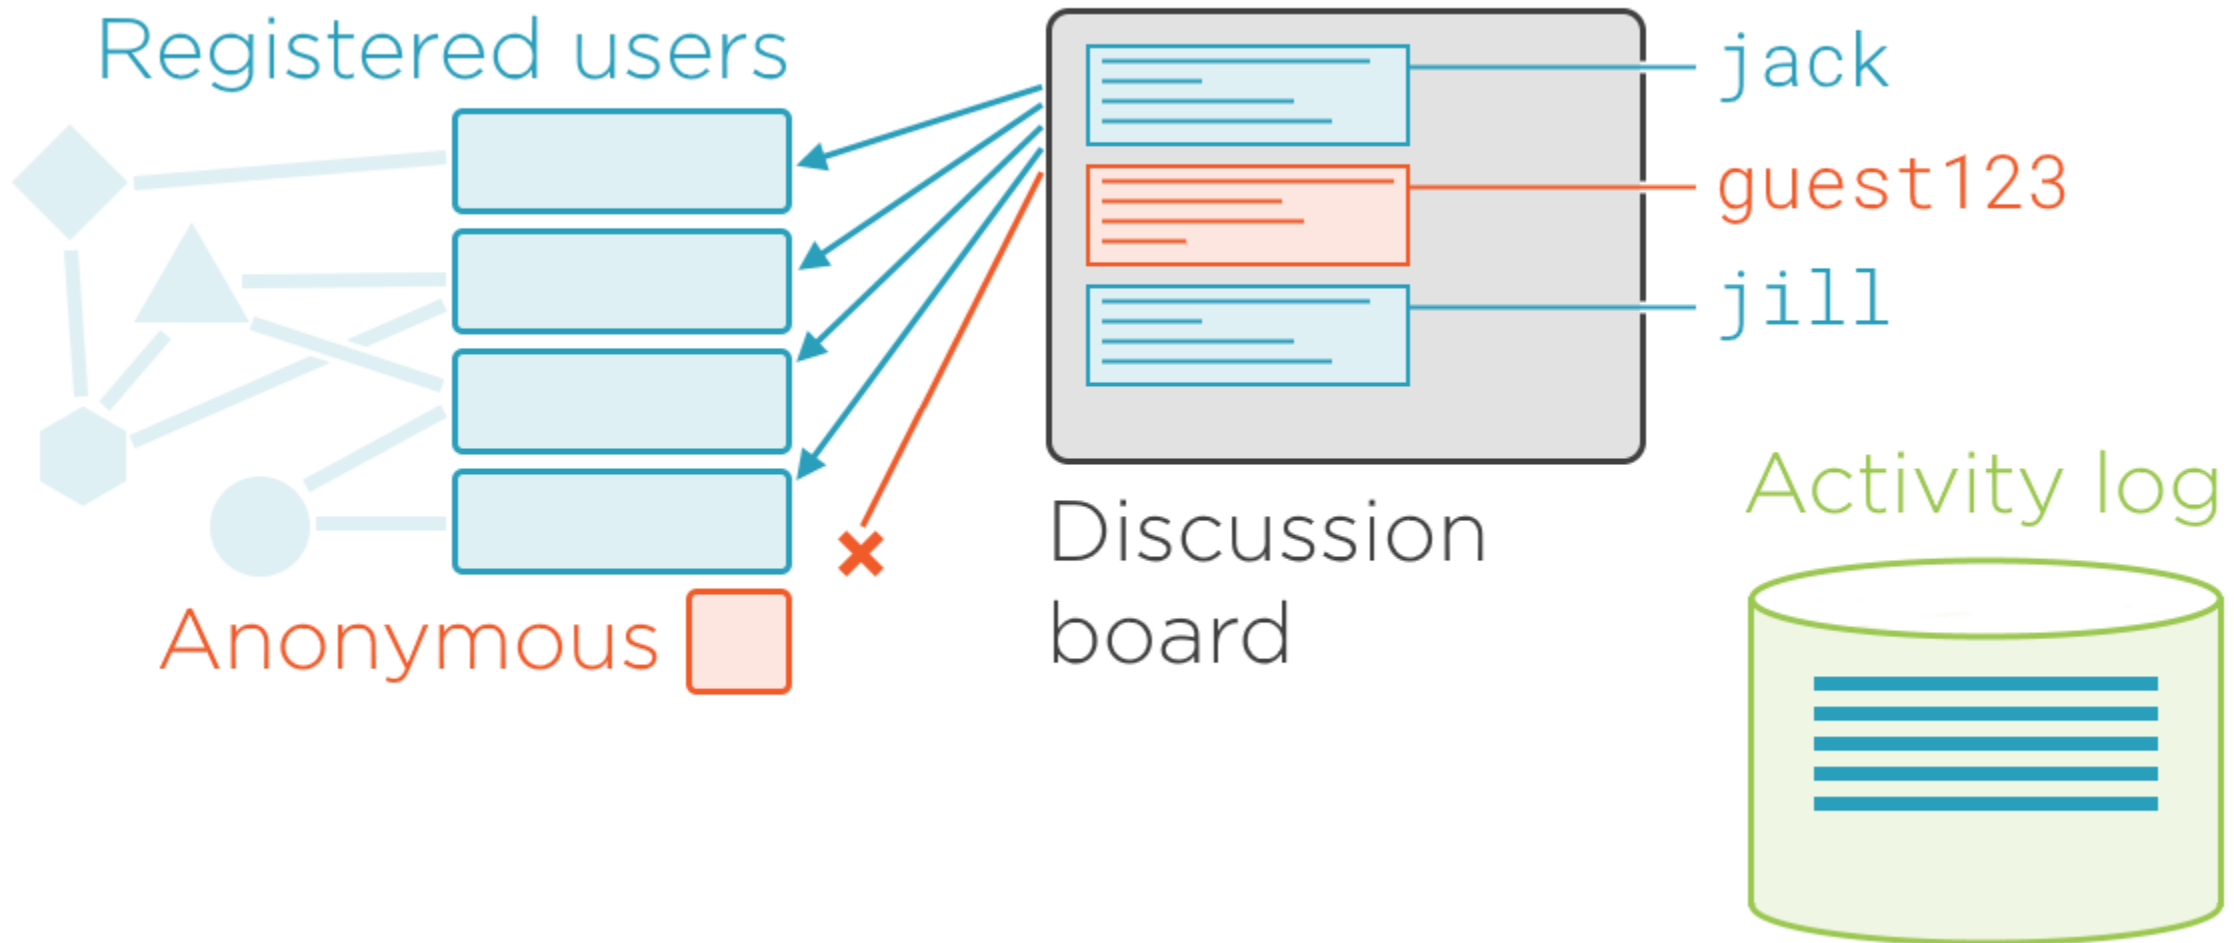 Registered users
Anonymous
jack
guest123
jill
Discussion
board
Activity log